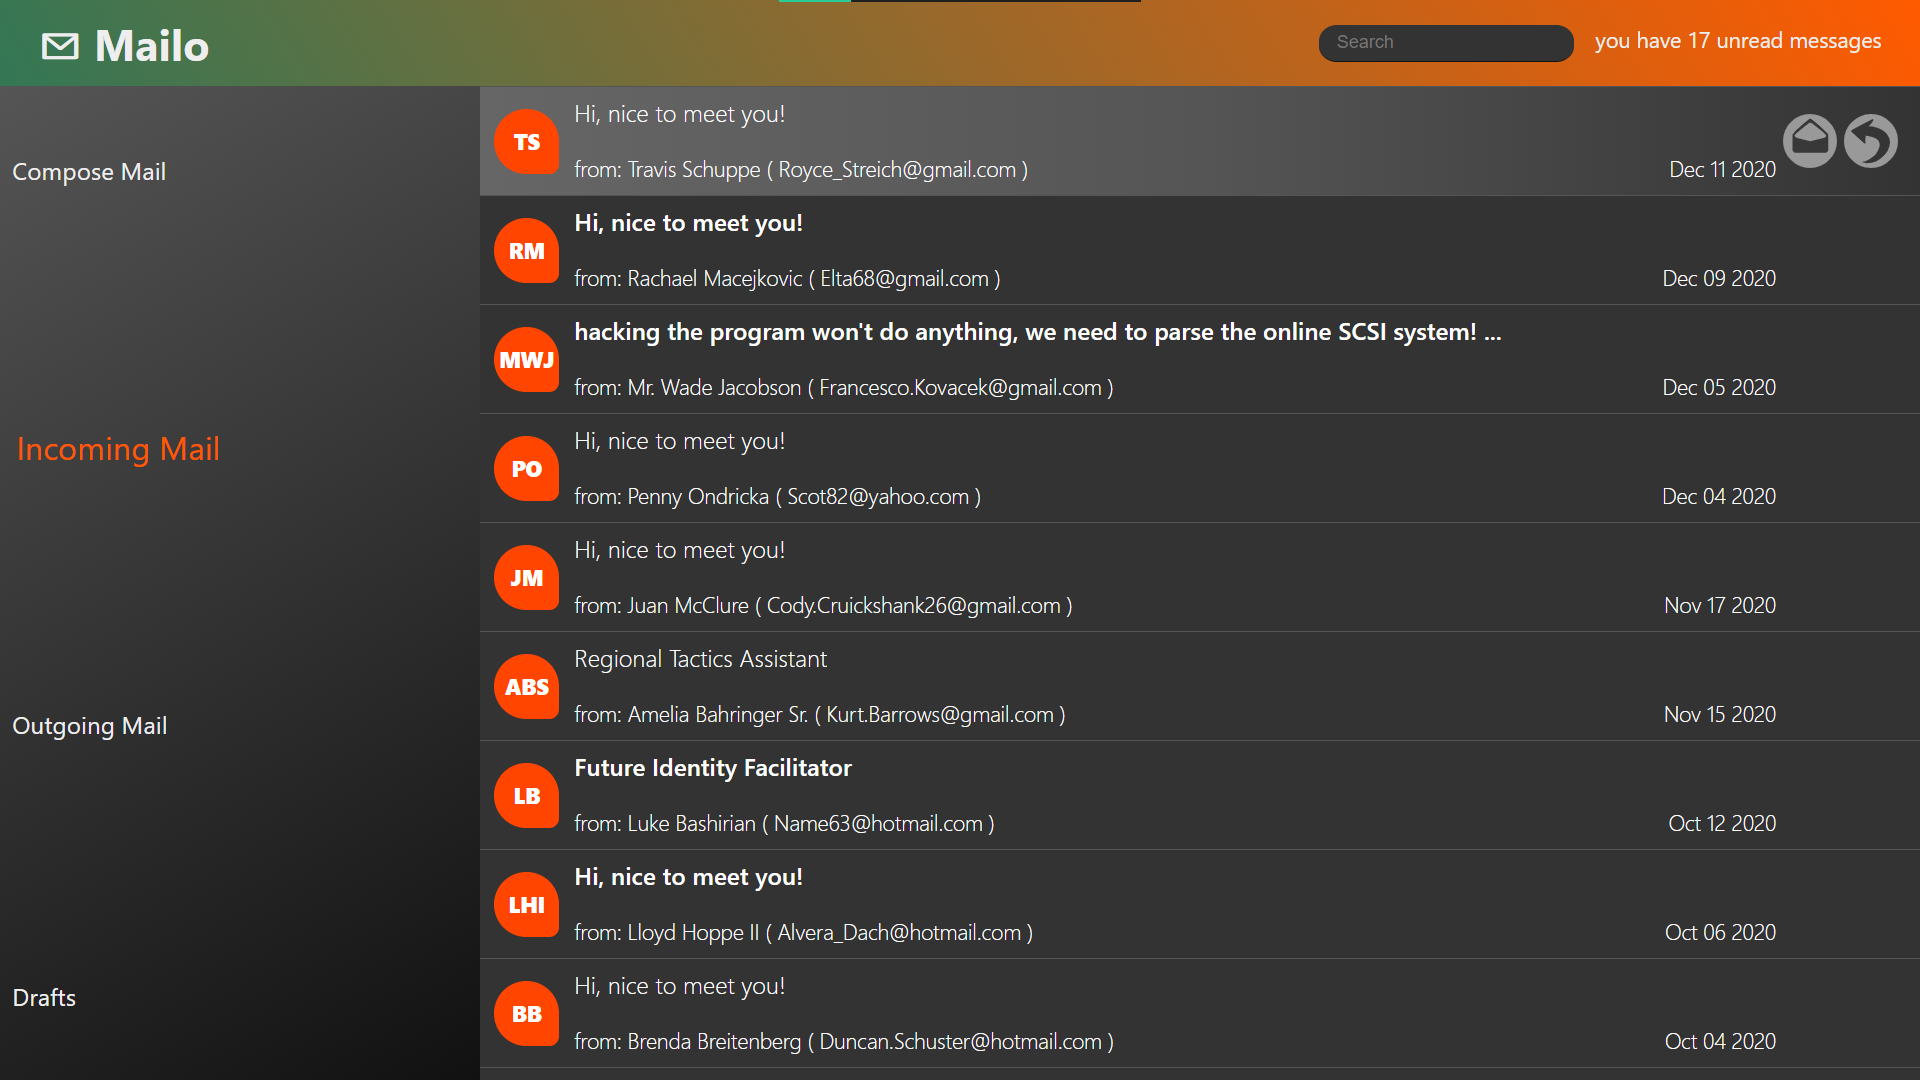 Mailo
Search
you have 17 unread messages
Compose Mail
Incoming Mail
Outgoing Mail
Drafts
TS
Hi, nice to meet you!
from: Travis Schuppe ( Royce_Streich@gmail.com )
Dec 11 2020
RM
Hi, nice to meet you!
from: Rachael Macejkovic ( Elta68@gmail.com )
Dec 09 2020
MWJ
hacking the program won't do anything, we need to parse the online SCSI system! ...
from: Mr. Wade Jacobson ( Francesco.Kovacek@gmail.com )
Dec 05 2020
PO
Hi, nice to meet you!
from: Penny Ondricka ( Scot82@yahoo.com )
Dec 04 2020
JM
Hi, nice to meet you!
from: Juan McClure ( Cody.Cruickshank26@gmail.com )
Nov 17 2020
ABS
Regional Tactics Assistant
from: Amelia Bahringer Sr. ( Kurt.Barrows@gmail.com )
Nov 15 2020
LB
Future Identity Facilitator
from: Luke Bashirian ( Name63@hotmail.com )
Oct 12 2020
LHI
Hi, nice to meet you!
from: Lloyd Hoppe II ( Alvera_Dach@hotmail.com )
Oct 06 2020
BB
Hi, nice to meet you!
from: Brenda Breitenberg ( Duncan.Schuster@hotmail.com )
Oct 04 2020